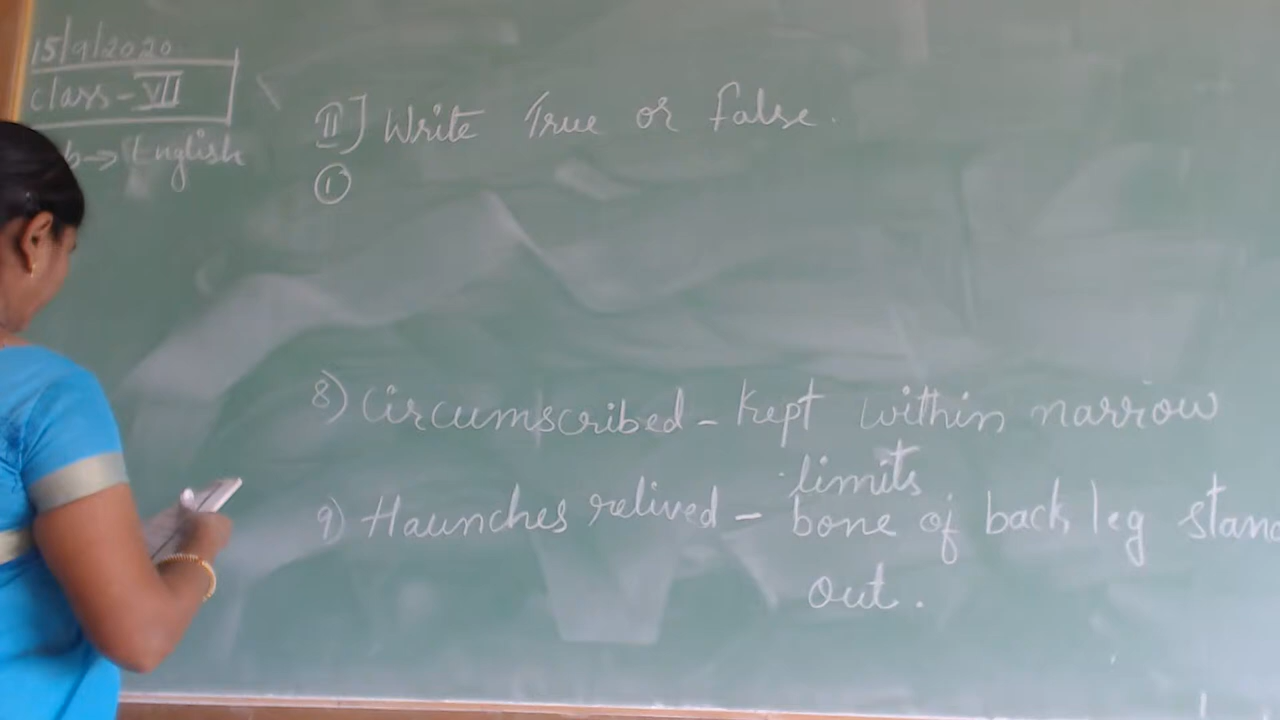 15/9/2020
class - VII
b→ English
II] Write True or false.
①
8) Circumscribed - kept within narrow
limits
9) Haunches relived - bone of back leg stand
out.